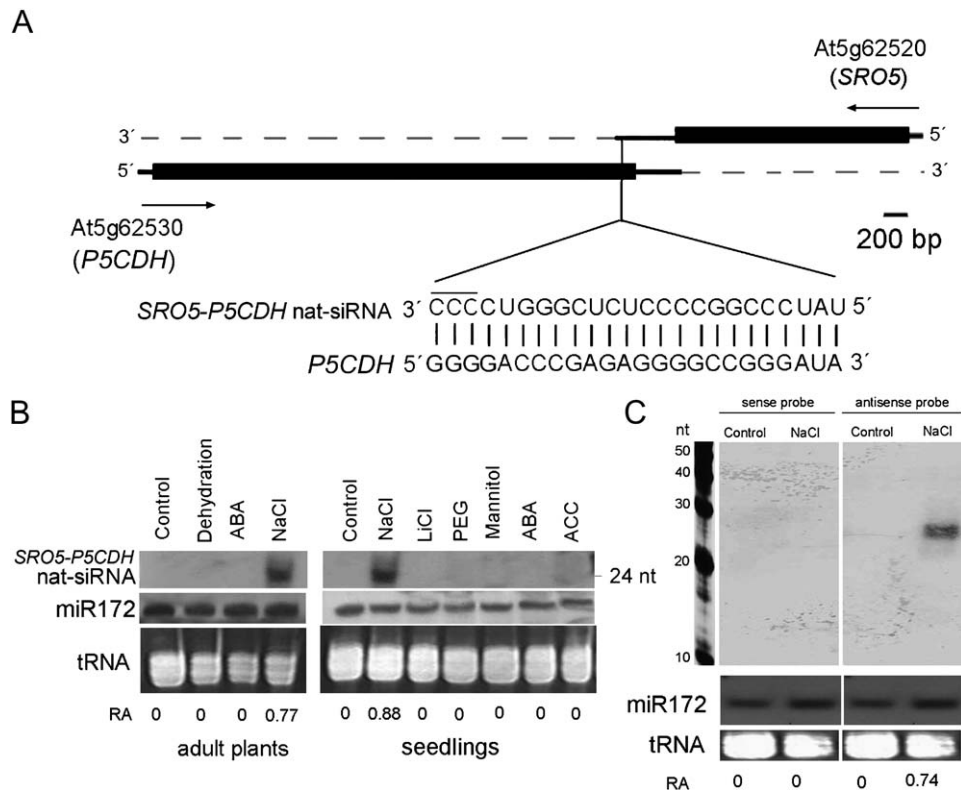 A
At5g62520
(SRO5)
3´ 5´
5´ 3´
At5g62530
(P5CDH)
200 bp
SRO5-P5CDH nat-siRNA 3´ CCCCUGGGCUCUCCCCGGCCCUAU 5´
P5CDH 5´ GGGGACCCGAGAGGGGCCGGGAUA 3´
B
Control Dehydration ABA NaCl Control NaCl LiCl PEG Mannitol ABA ACC
SRO5-P5CDH
nat-siRNA
24 nt
miR172
tRNA
RA 0 0 0 0.77 0 0.88 0 0 0 0 0
adult plants seedlings
C
sense probe antisense probe
nt Control NaCl Control NaCl
50
40
30
20
10
miR172
tRNA
RA 0 0 0 0.74